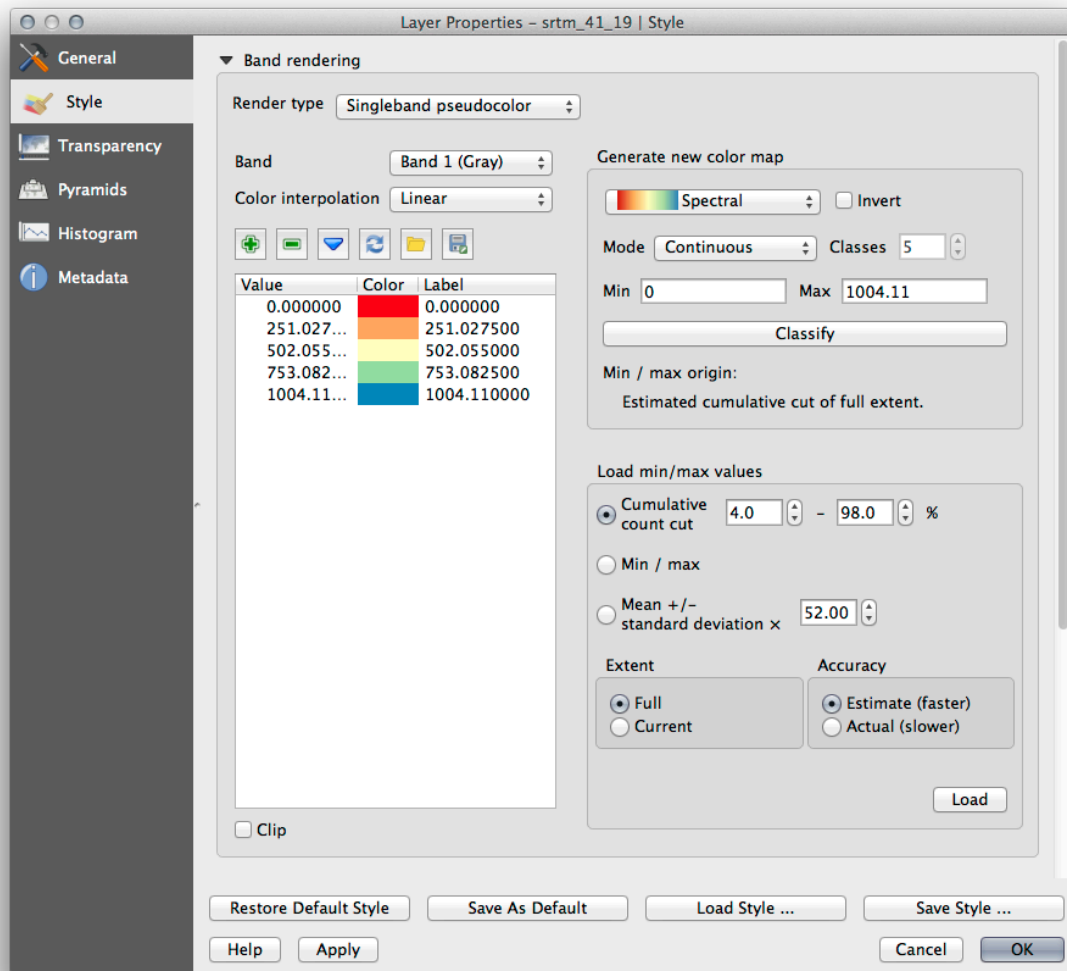 Layer Properties – srtm_41_19 | Style
General
Style
Transparency
Pyramids
Histogram
Metadata
Band rendering
Render type Singleband pseudocolor
Band Band 1 (Gray)
Color interpolation Linear
Value Color Label
0.000000 0.000000
251.027... 251.027500
502.055... 502.055000
753.082... 753.082500
1004.11... 1004.110000
Clip
Generate new color map
Spectral Invert
Mode Continuous Classes 5
Min 0 Max 1004.11
Classify
Min / max origin:
Estimated cumulative cut of full extent.
Load min/max values
Cumulative
count cut 4.0 – 98.0 %
Min / max
Mean +/-
standard deviation × 52.00
Extent
Full
Current
Accuracy
Estimate (faster)
Actual (slower)
Load
Restore Default Style Save As Default Load Style ... Save Style ...
Help Apply Cancel OK